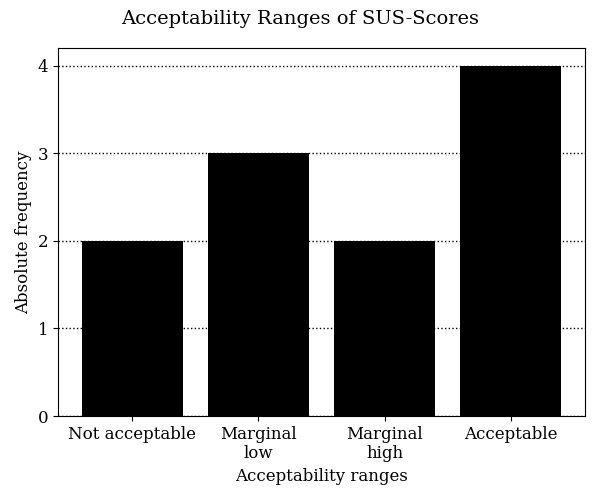 Acceptability Ranges of SUS-Scores
4
3
2
1
0
Absolute frequency
Not acceptable
Marginal
low
Marginal
high
Acceptable
Acceptability ranges